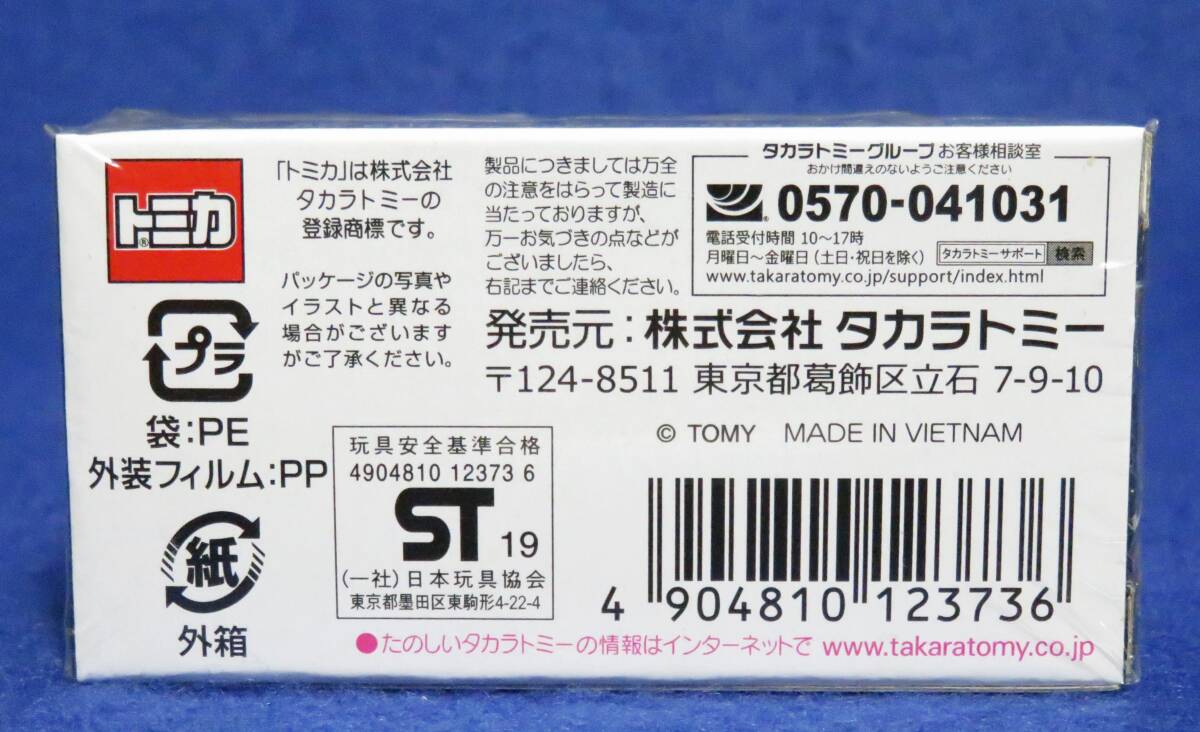 トミカ®
「トミカ」は株式会社
タカラトミーの
登録商標です。
パッケージの写真や
イラストと異なる
場合がございます
がご了承ください。
製品につきましては万全
の注意をはらって製造に
当たっておりますが、
万一お気づきの点などが
ございましたら、
右記までご連絡ください。
タカラトミーグループお客様相談室
おかけ間違えのないようご注意ください
0570-041031
電話受付時間 10～17時
月曜日～金曜日(土日・祝日を除く)
タカラトミーサポート 検索
www.takaratomy.co.jp/support/index.html
発売元：株式会社 タカラトミー
〒124-8511 東京都葛飾区立石 7-9-10
© TOMY MADE IN VIETNAM
プラ
袋:PE
外装フィルム:PP
紙
外箱
玩具安全基準合格
4904810 12373 6
ST 19
(一社)日本玩具協会
東京都墨田区東駒形4-22-4
4 904810 123736
●たのしいタカラトミーの情報はインターネットで www.takaratomy.co.jp